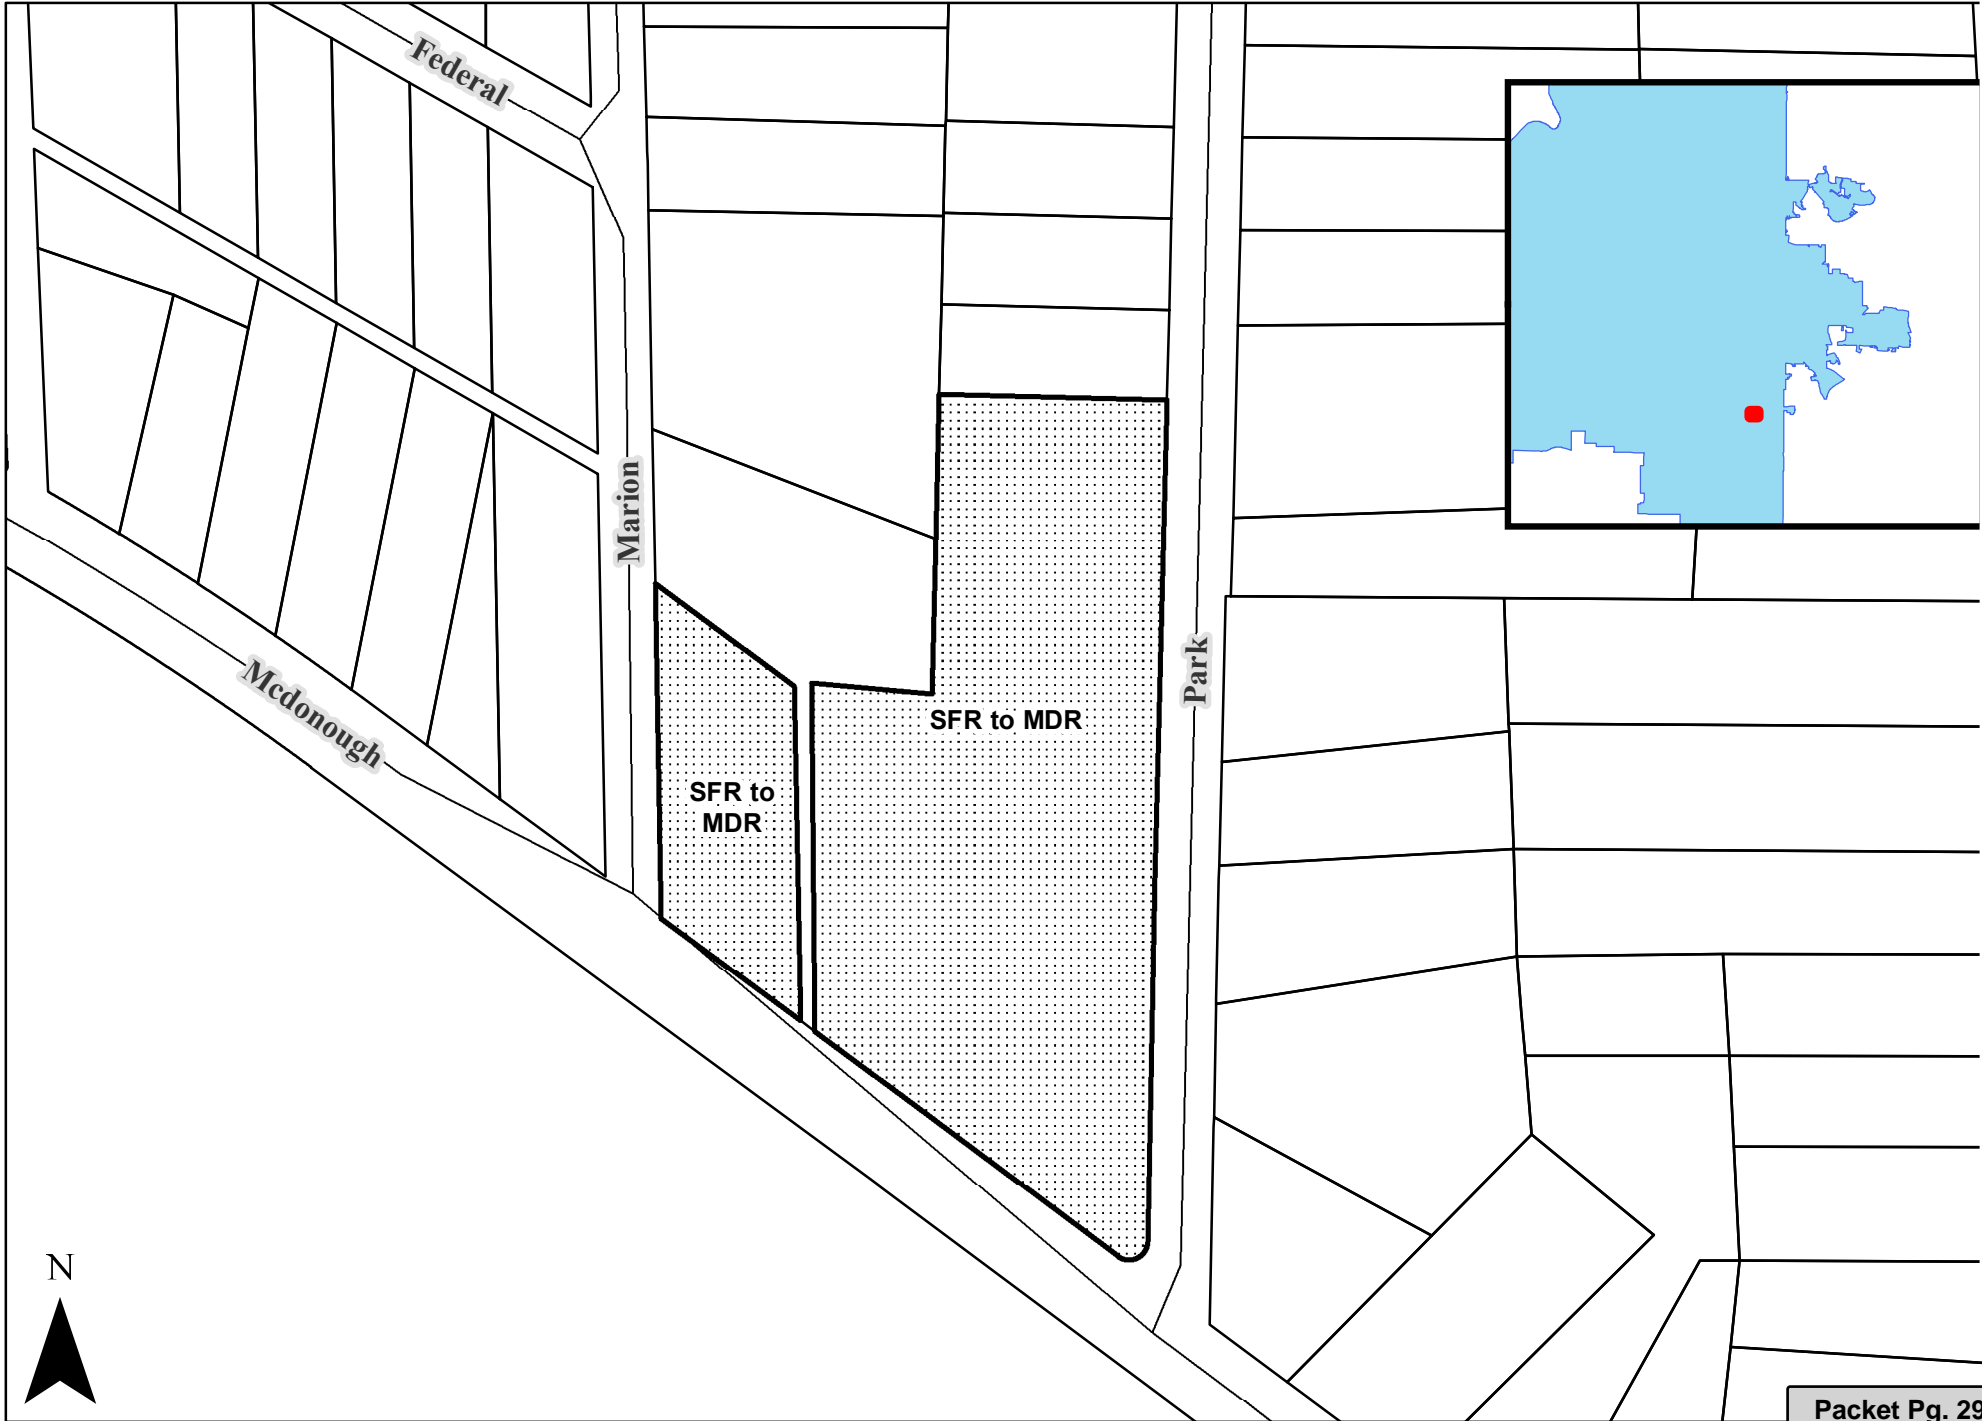 Federal
Marion
Park
SFR to MDR
Mcdonough
SFR to
MDR
N
Packet Pg. 29